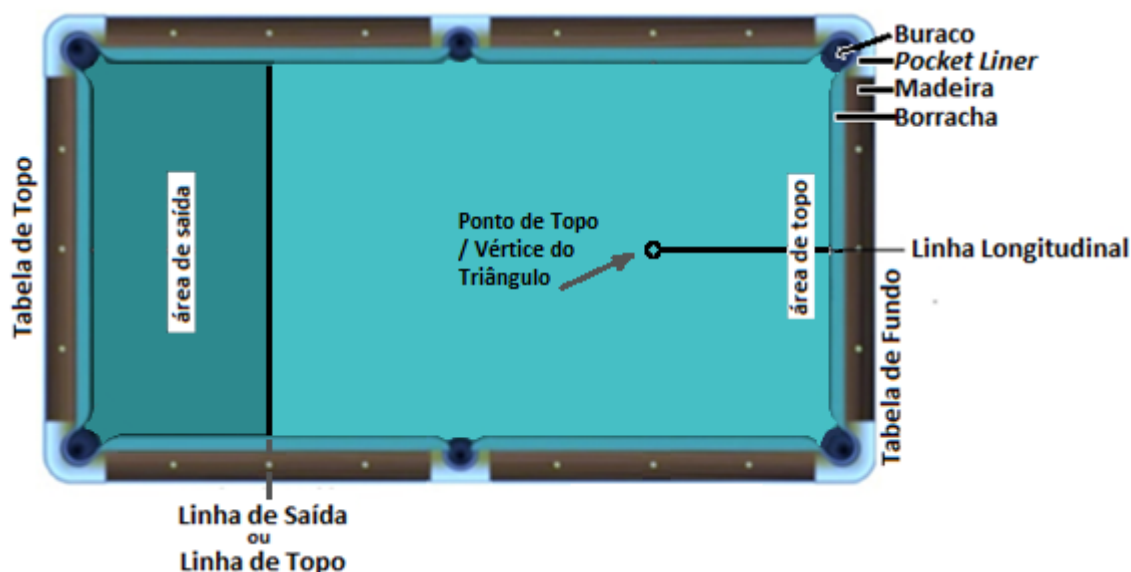 Buraco
Pocket Liner
Madeira
Borracha
Tabela de Topo
área de saída
Ponto de Topo
/ Vértice do
Triângulo
área de topo
Linha Longitudinal
Tabela de Fundo
Linha de Saída
ou
Linha de Topo